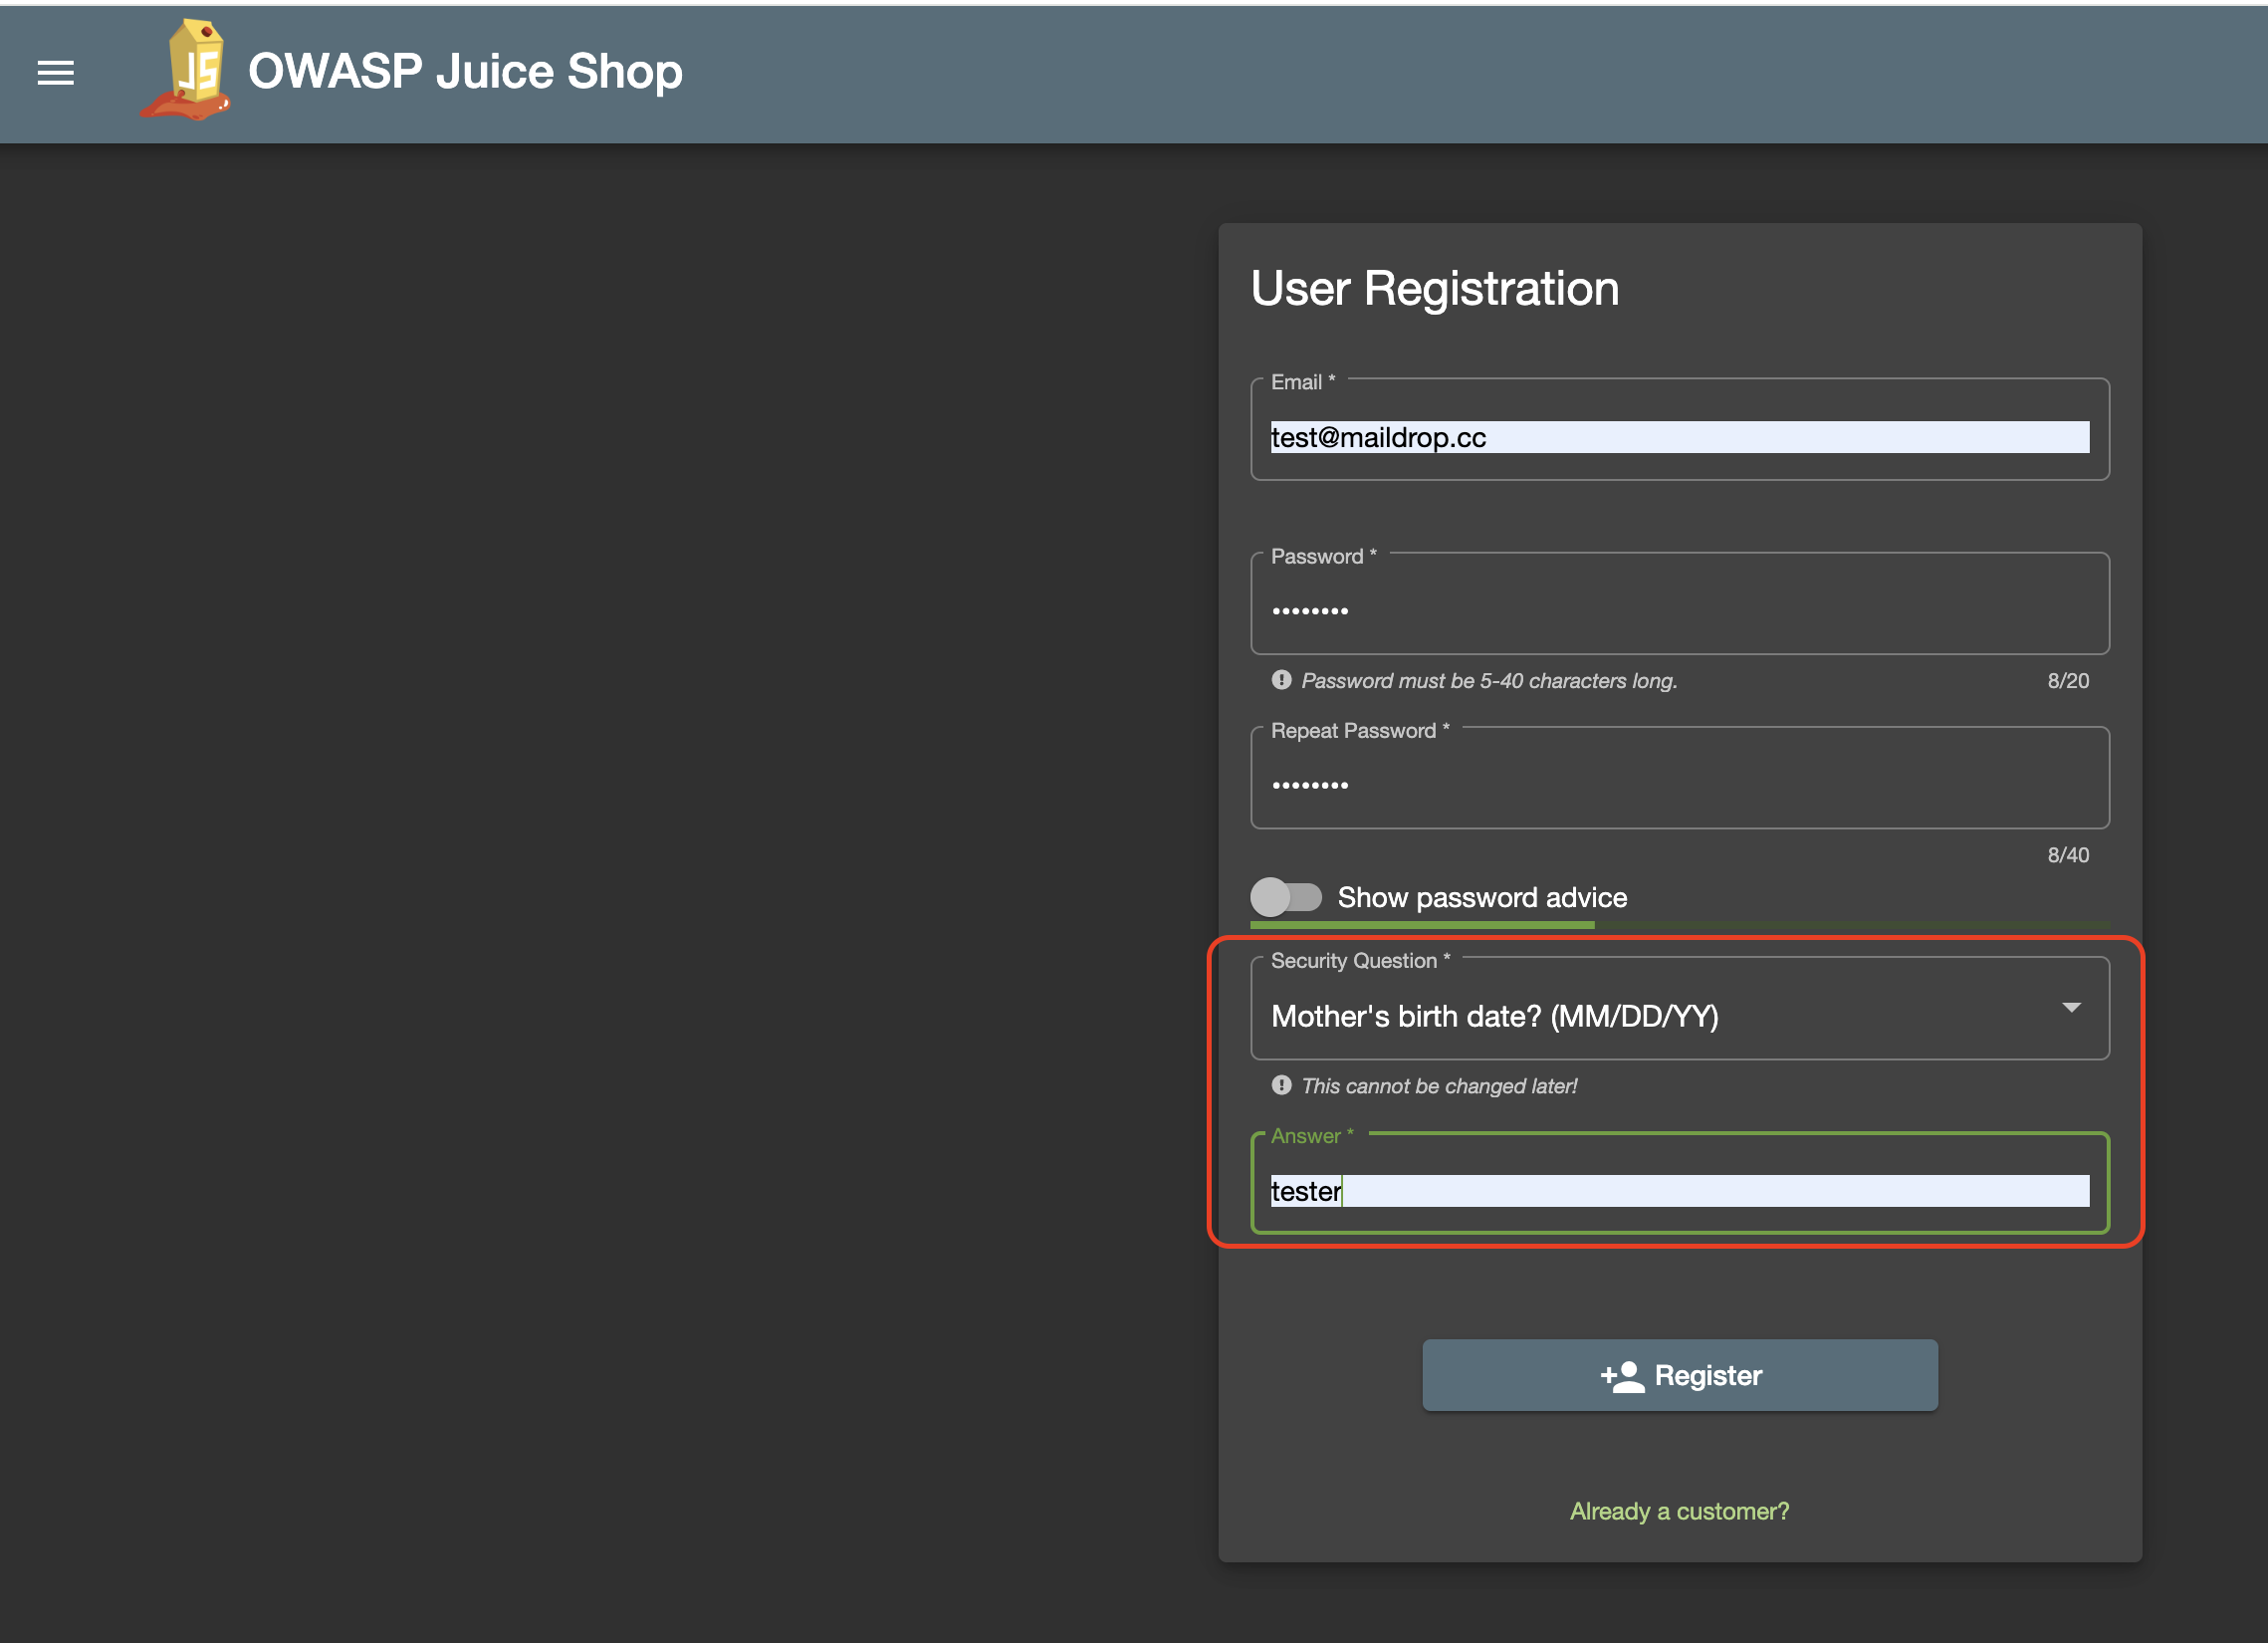 JS
OWASP Juice Shop
User Registration
Email *
test@maildrop.cc
Password *
••••••••
Password must be 5-40 characters long.
8/20
Repeat Password *
••••••••
8/40
Show password advice
Security Question *
Mother's birth date? (MM/DD/YY)
This cannot be changed later!
Answer *
tester
Register
Already a customer?